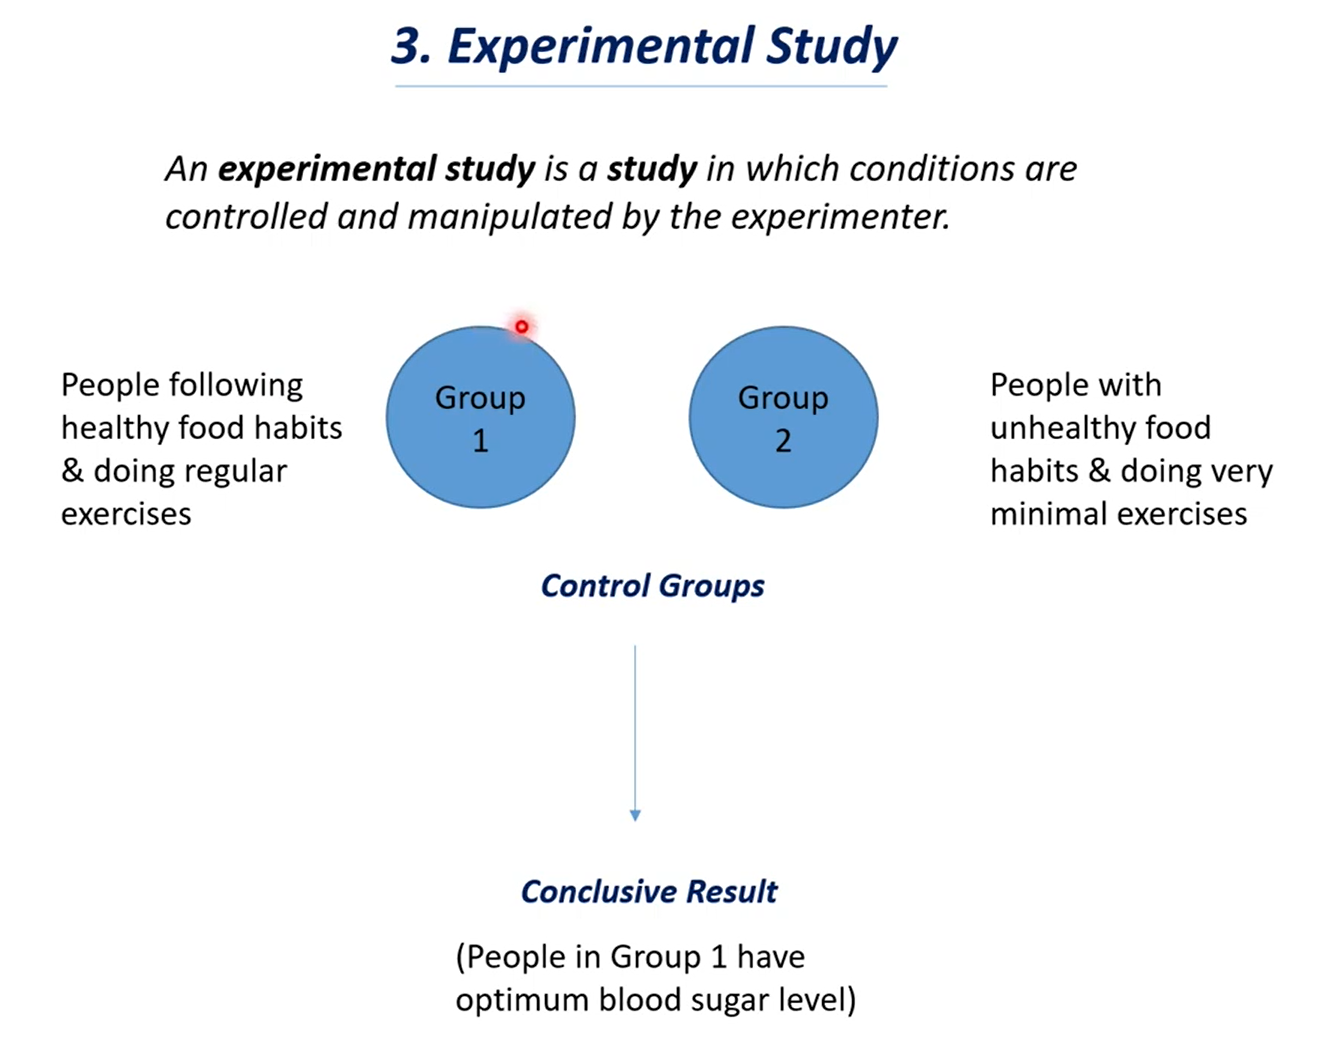 3. Experimental Study
An experimental study is a study in which conditions are
controlled and manipulated by the experimenter.
People following
healthy food habits
& doing regular
exercises
Group
1
Group
2
People with
unhealthy food
habits & doing very
minimal exercises
Control Groups
Conclusive Result
(People in Group 1 have
optimum blood sugar level)